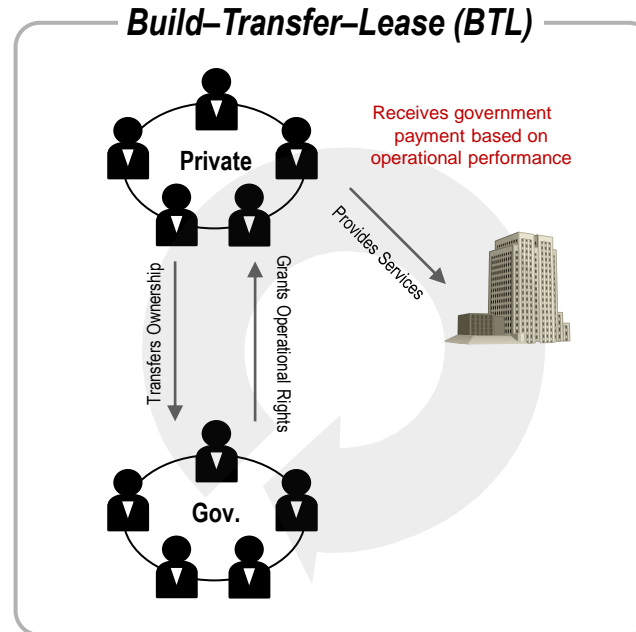 Build–Transfer–Lease (BTL)
Private
Receives government
payment based on
operational performance
Provides Services
Transfers Ownership
Grants Operational Rights
Gov.